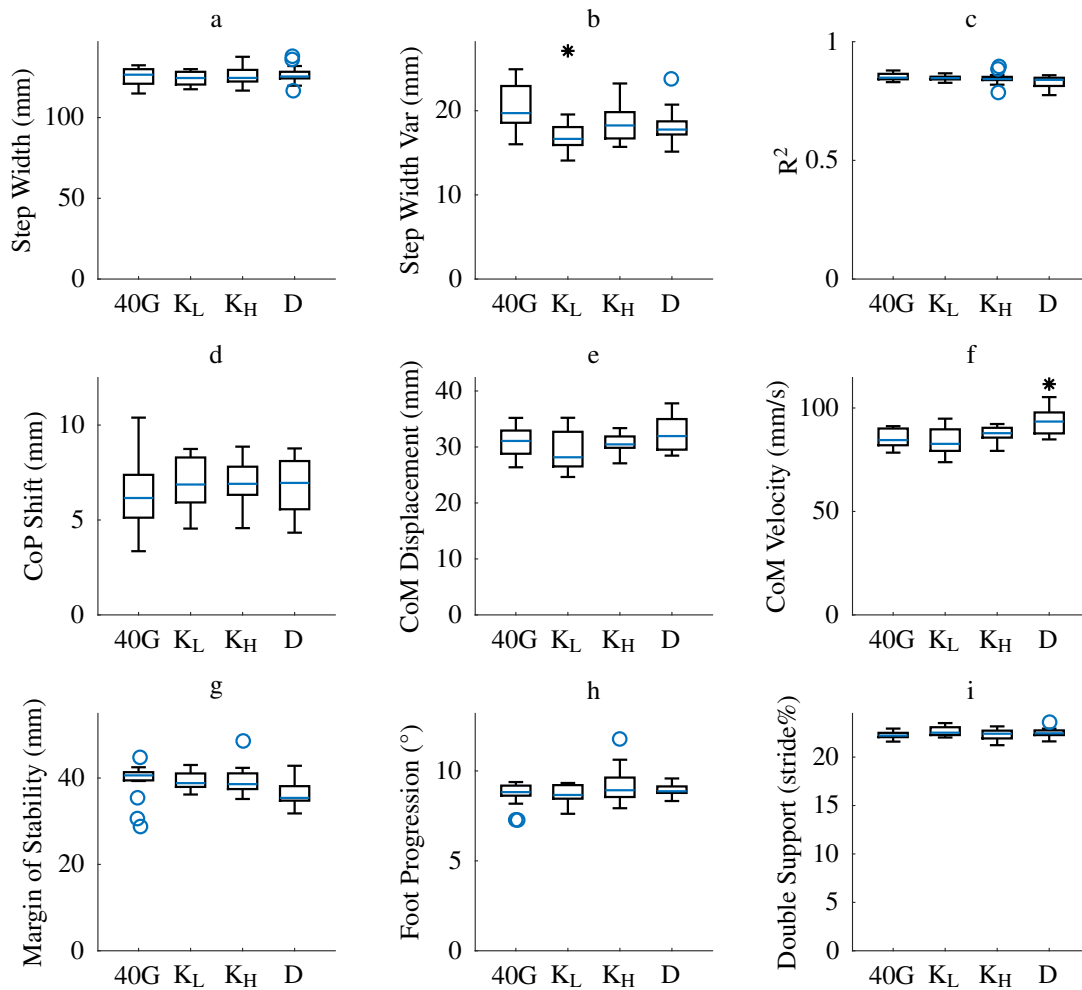 a
b
c
Step Width (mm)
100
50
0
40G K_L K_H D
Step Width Var (mm)
20
10
0
40G K_L K_H D
*
R²
1
0.5
0
40G K_L K_H D
d
e
f
CoP Shift (mm)
10
5
0
40G K_L K_H D
CoM Displacement (mm)
40
30
20
10
0
40G K_L K_H D
CoM Velocity (mm/s)
100
50
0
40G K_L K_H D
*
g
h
i
Margin of Stability (mm)
40
20
0
40G K_L K_H D
Foot Progression (°)
10
5
0
40G K_L K_H D
Double Support (stride%)
20
10
0
40G K_L K_H D